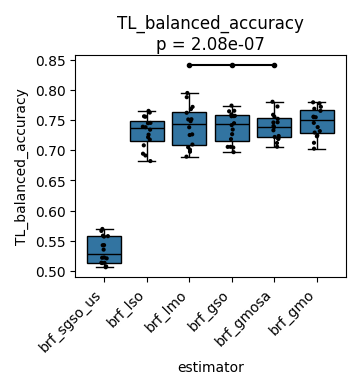 TL_balanced_accuracy
p = 2.08e-07
TL_balanced_accuracy
0.85
0.80
0.75
0.70
0.65
0.60
0.55
0.50
brf_sgso_us
brf_lso
brf_lmo
brf_gso
brf_gmosa
brf_gmo
estimator